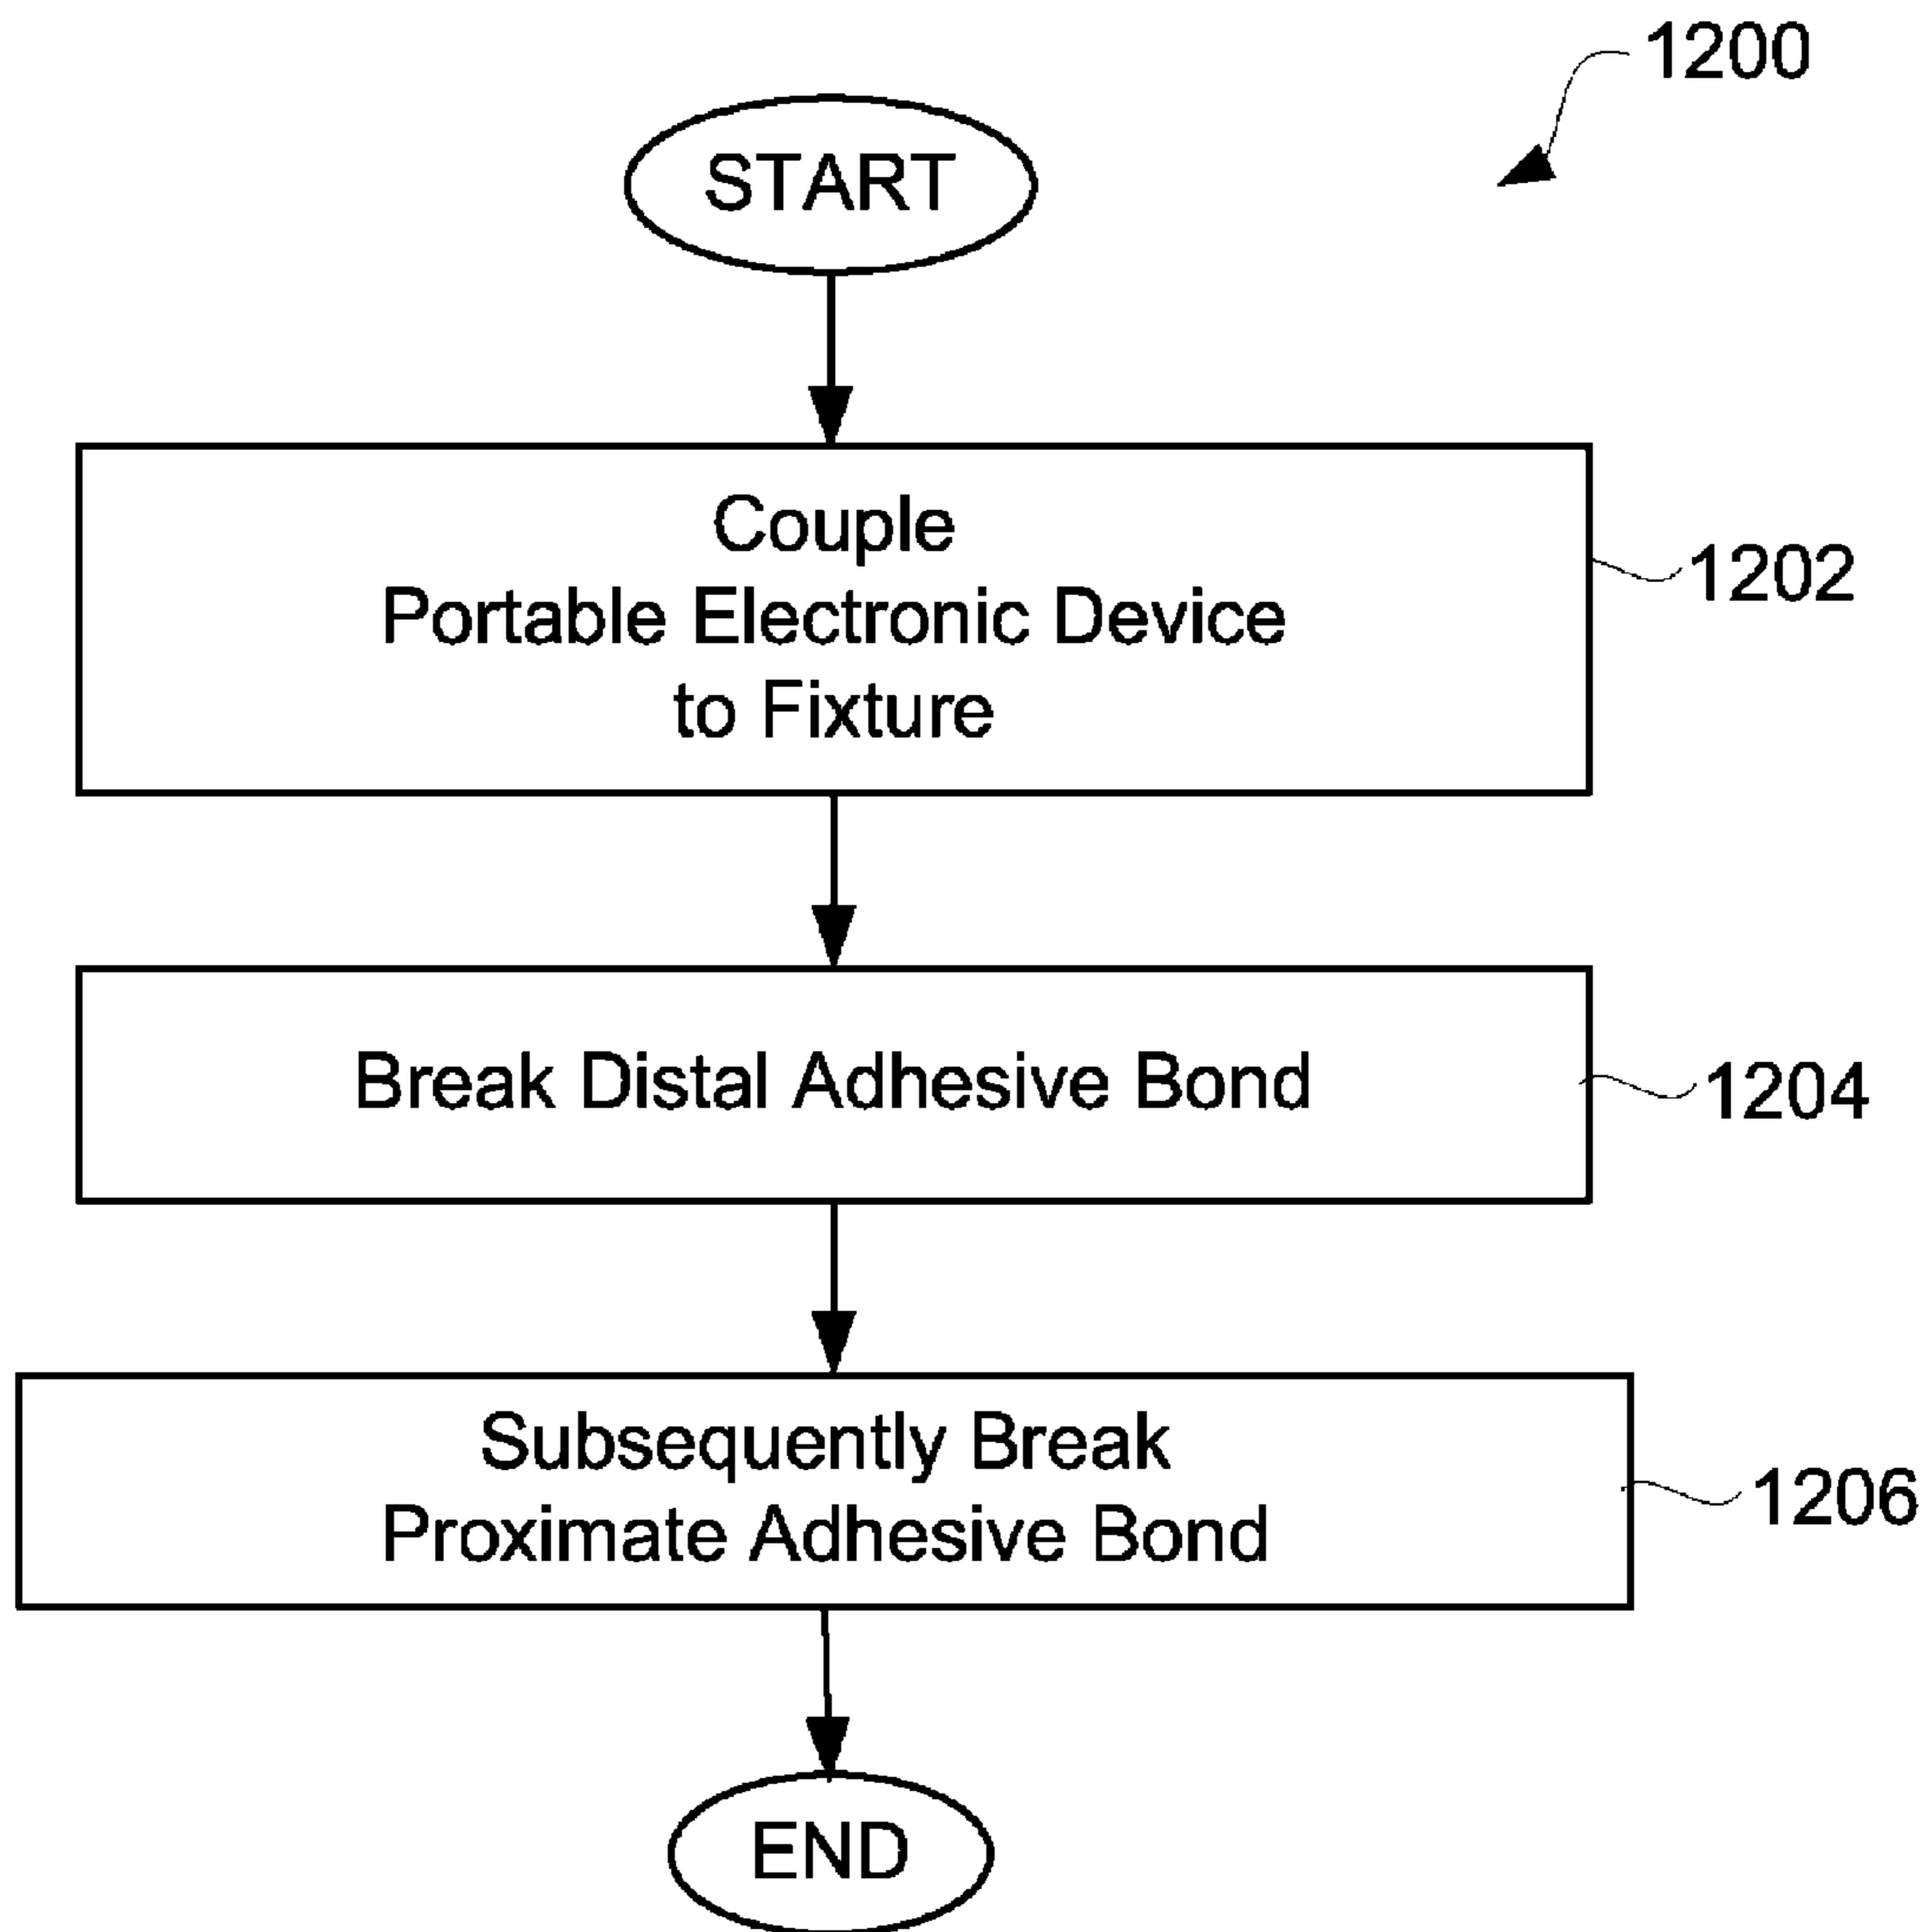 1200
START
Couple
Portable Electronic Device
to Fixture
1202
Break Distal Adhesive Bond
1204
Subsequently Break
Proximate Adhesive Bond
1206
END